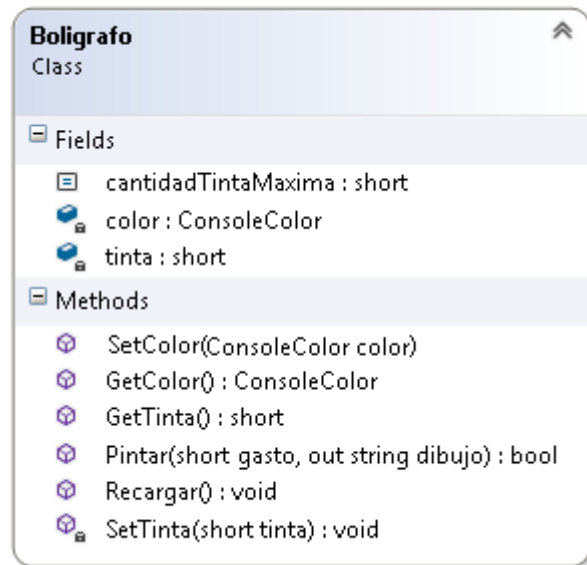 Boligrafo
Class
Fields
cantidadTintaMaxima : short
color : ConsoleColor
tinta : short
Methods
SetColor(ConsoleColor color)
GetColor() : ConsoleColor
GetTinta() : short
Pintar(short gasto, out string dibujo) : bool
Recargar() : void
SetTinta(short tinta) : void